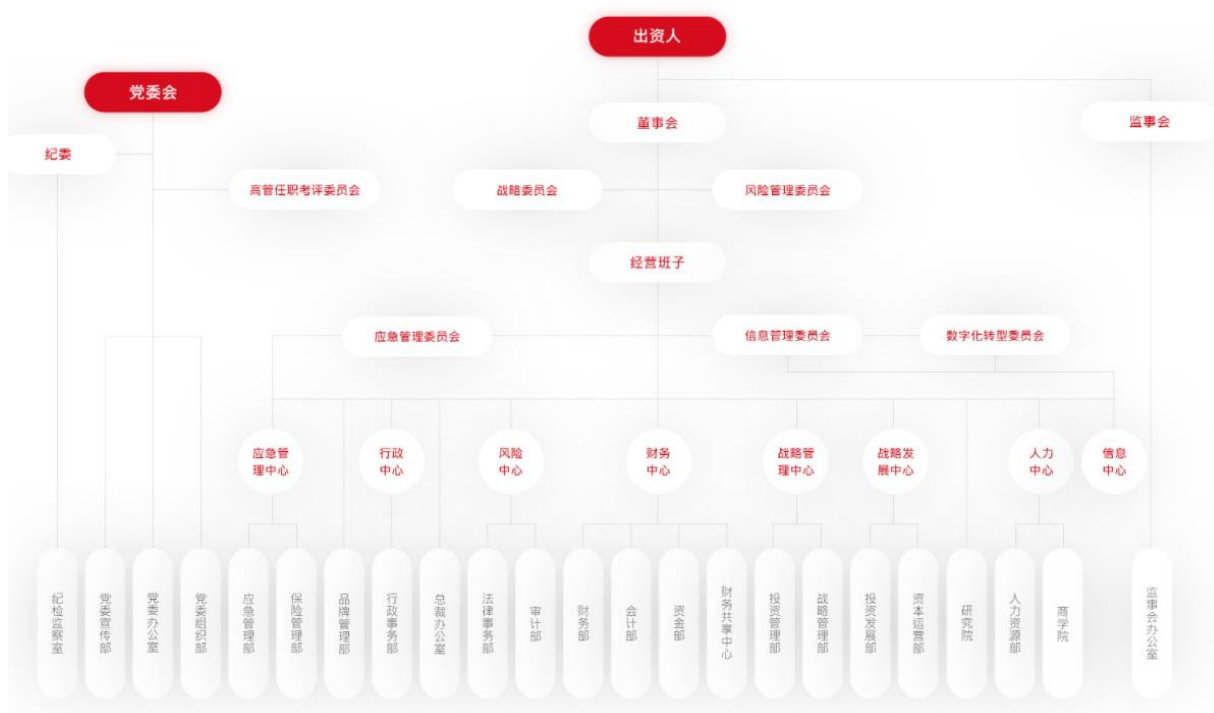 出资人
党委会
董事会
监事会
纪委
高管任职考评委员会
战略委员会
风险管理委员会
经营班子
应急管理委员会
信息管理委员会
数字化转型委员会
应急管
理中心
行政
中心
风险
中心
财务
中心
战略管
理中心
战略发
展中心
人力
中心
信息
中心
纪检监察室
党委宣传部
党委办公室
党委组织部
应急管理部
保险管理部
品牌管理部
行政事务部
总裁办公室
法律事务部
审计部
财务部
会计部
资金部
财务共享中心
投资管理部
战略管理部
投资发展部
资本运营部
研究院
人力资源部
商学院
监事会办公室